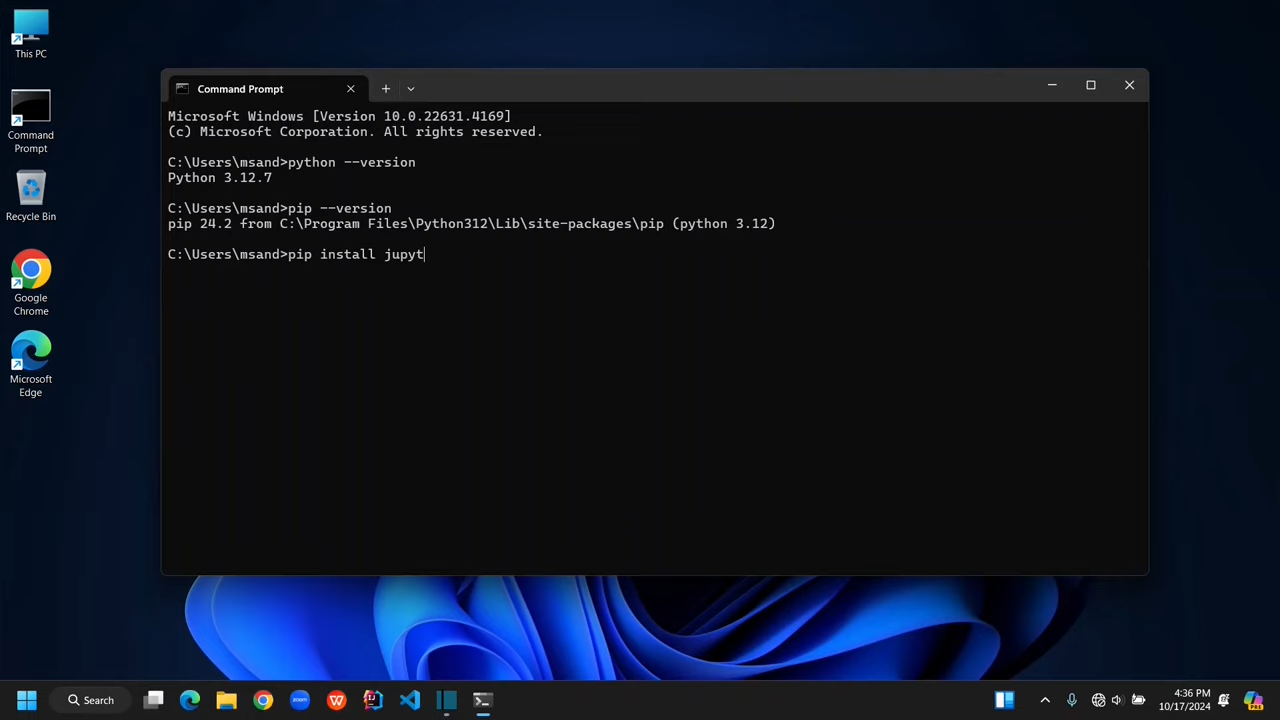 This PC
Command
Prompt
Recycle Bin
Google
Chrome
Microsoft
Edge
Command Prompt
Microsoft Windows [Version 10.0.22631.4169]
(c) Microsoft Corporation. All rights reserved.
C:\Users\msand>python --version
Python 3.12.7
C:\Users\msand>pip --version
pip 24.2 from C:\Program Files\Python312\Lib\site-packages\pip (python 3.12)
C:\Users\msand>pip install jupyt
Search
zoom
W
IJ
4:36 PM
10/17/2024
PRE